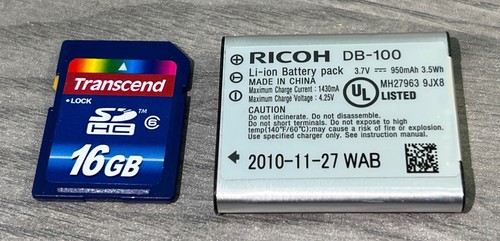 Transcend
LOCK
SD HC ™ 6
16GB
RICOH DB-100
Li-ion Battery pack 3.7V 950mAh 3.5Wh
MADE IN CHINA
Maximum Charge Current : 1430mA
Maximum Charge Voltage : 4.25V
UL LISTED
MH27963 9JX8
CAUTION
Do not incinerate. Do not disassemble.
Do not short-circuit. Do not expose to high
temp(140°F/60°C);may cause a risk of fire or explosion.
Use specified charger only. See instruction manual.
2010-11-27 WAB